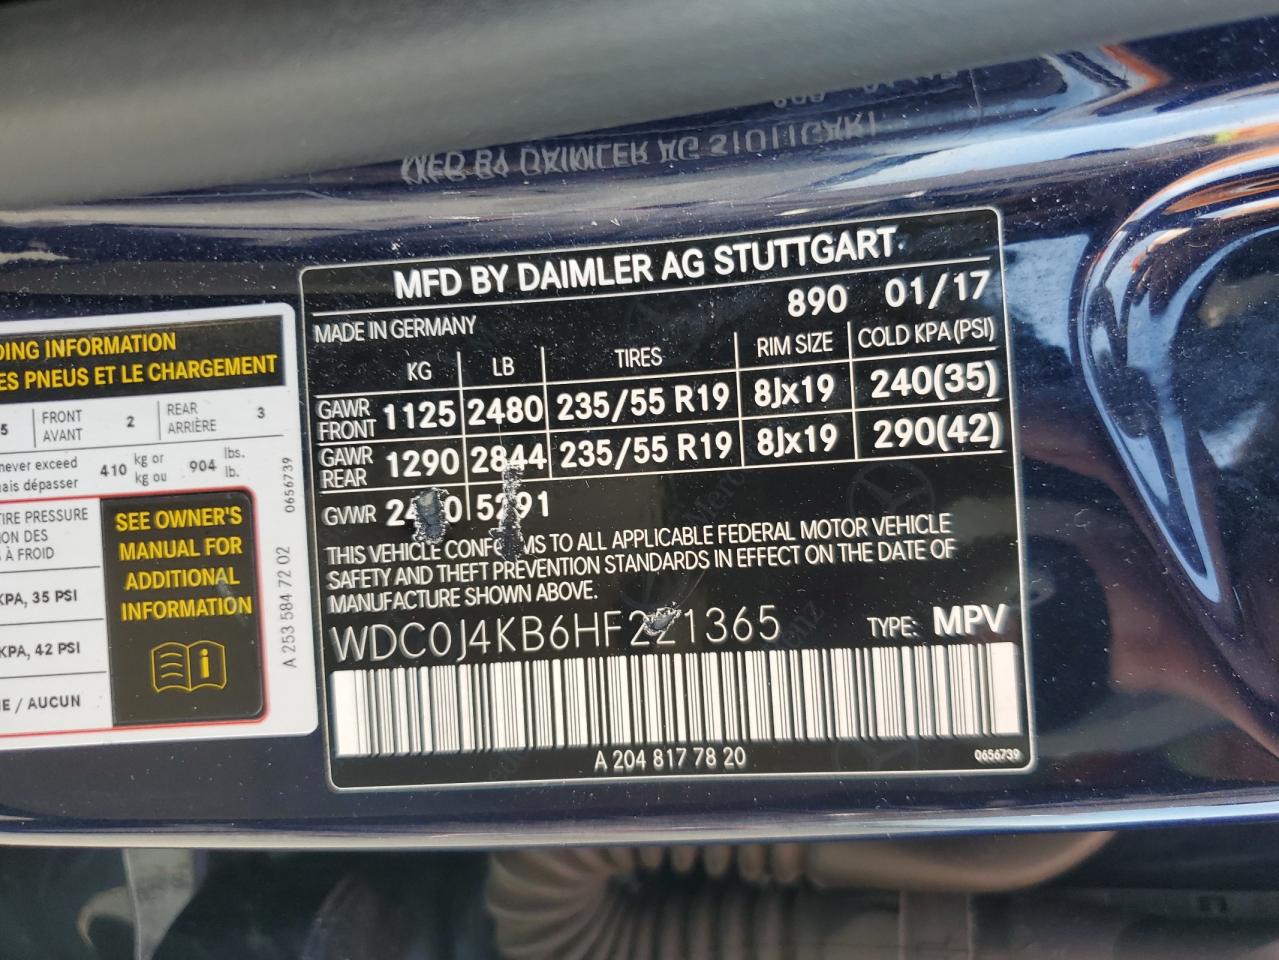 MFD BY DAIMLER AG STUTTGART
890 01/17
MADE IN GERMANY
KG LB TIRES RIM SIZE COLD KPA(PSI)
GAWR FRONT 1125 2480 235/55 R19 8Jx19 240(35)
GAWR REAR 1290 2844 235/55 R19 8Jx19 290(42)
GVWR 5291
THIS VEHICLE CONFORMS TO ALL APPLICABLE FEDERAL MOTOR VEHICLE
SAFETY AND THEFT PREVENTION STANDARDS IN EFFECT ON THE DATE OF
MANUFACTURE SHOWN ABOVE.
WDC0J4KB6HF221365 TYPE: MPV
A 204 817 78 20
0656739
DING INFORMATION
ES PNEUS ET LE CHARGEMENT
5 FRONT AVANT 2 REAR ARRIÈRE 3
never exceed 410 kg or 904 lbs.
mais dépasser kg ou lb.
TIRE PRESSURE
ION DES
À FROID
KPA, 35 PSI
KPA, 42 PSI
NE / AUCUN
SEE OWNER'S
MANUAL FOR
ADDITIONAL
INFORMATION
0656739
A 253 584 72 02